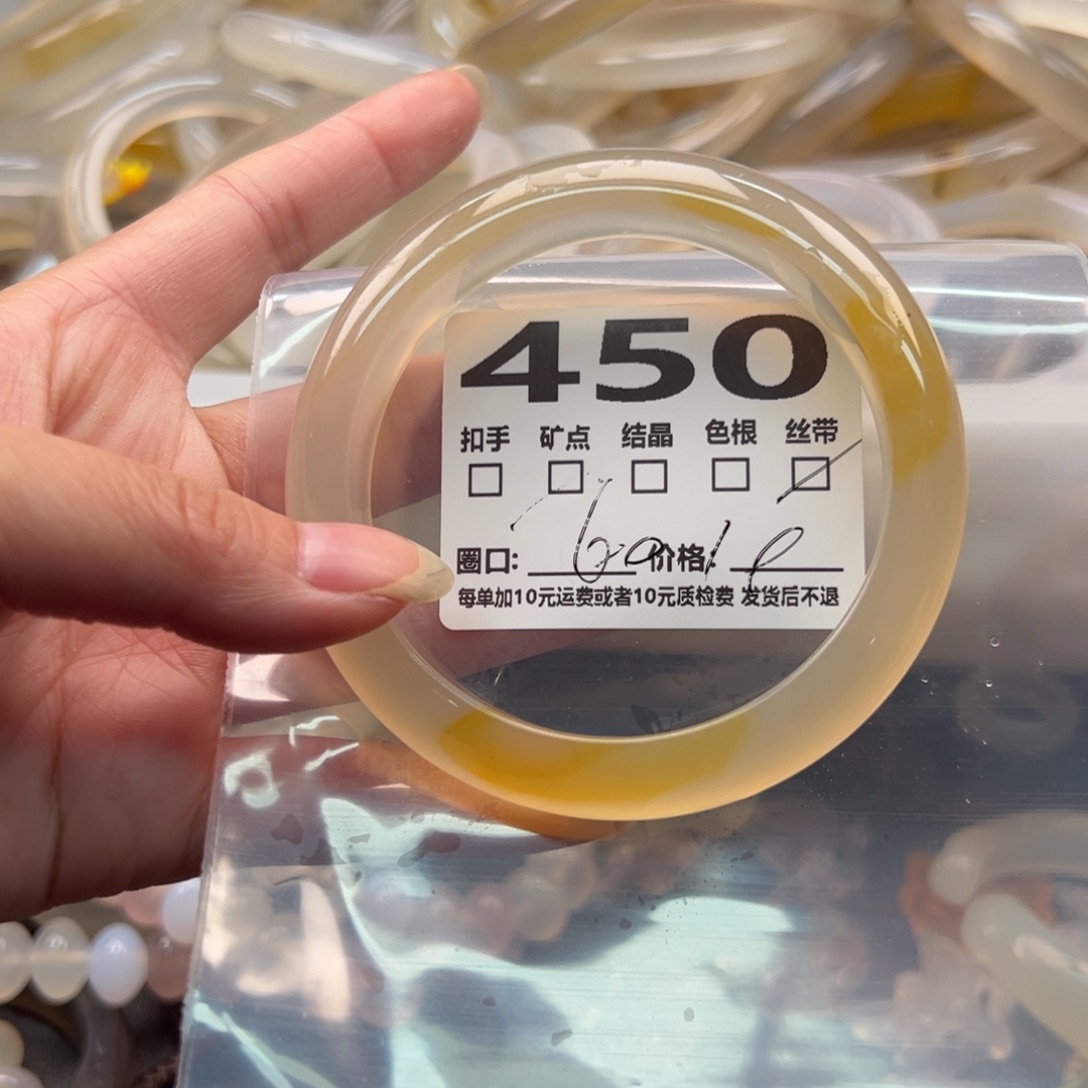 450
扣手 矿点 结晶 色根 丝带
圈口: 价格:
每单加10元运费或者10元质检费 发货后不退